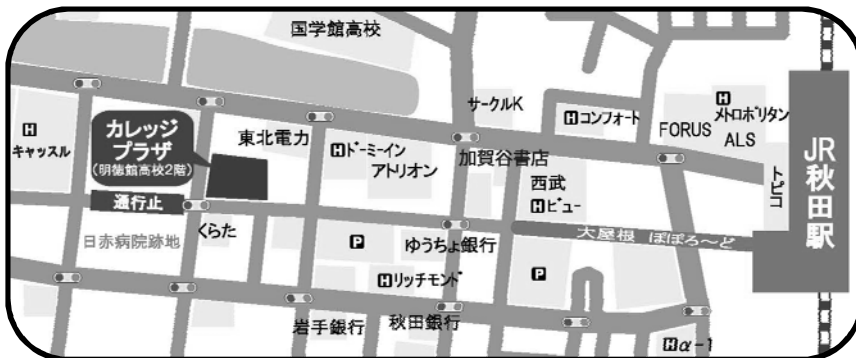 国学館高校
サークルK
Hコンフォート
H
メトロポリタン
FORUS
ALS
トピコ
JR秋田駅
H
キャッスル
カレッジ
プラザ
(明徳館高校2階)
東北電力
Hドーミーイン
アトリオン
加賀谷書店
西武
Hビュー
通行止
くらた
日赤病院跡地
P
ゆうちょ銀行
大屋根 ぽぽろ〜ど
Hリッチモンド
P
岩手銀行
秋田銀行
Hα-1